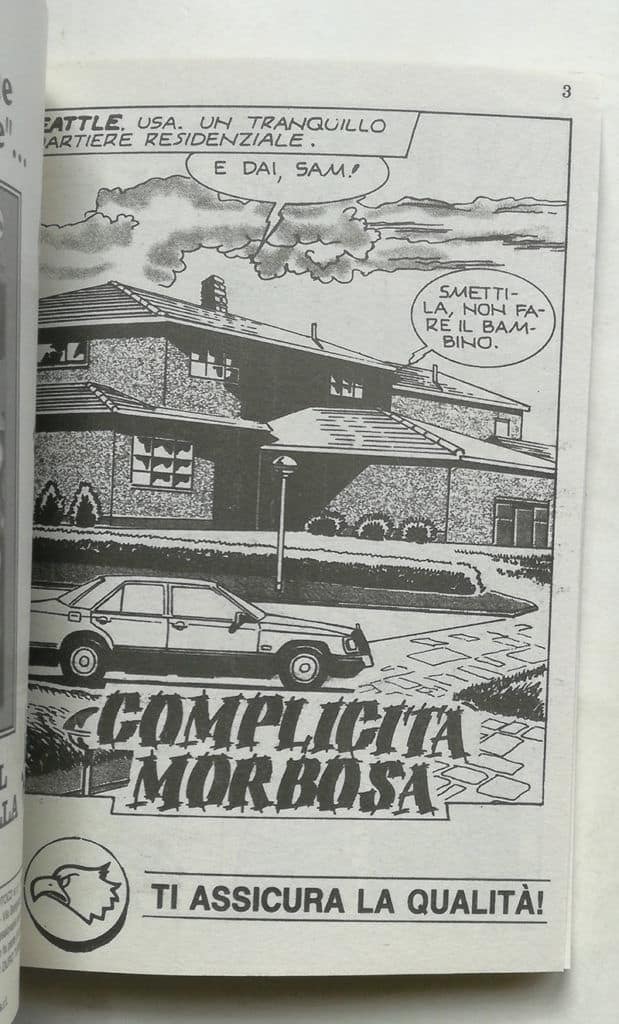 3
EATTLE, USA. UN TRANQUILLO
ARTIERE RESIDENZIALE.
E DAI, SAM!
SMETTI-
LA, NON FA-
RE IL BAM-
BINO.
COMPLICITA
MORBOSA
TI ASSICURA LA QUALITÀ!